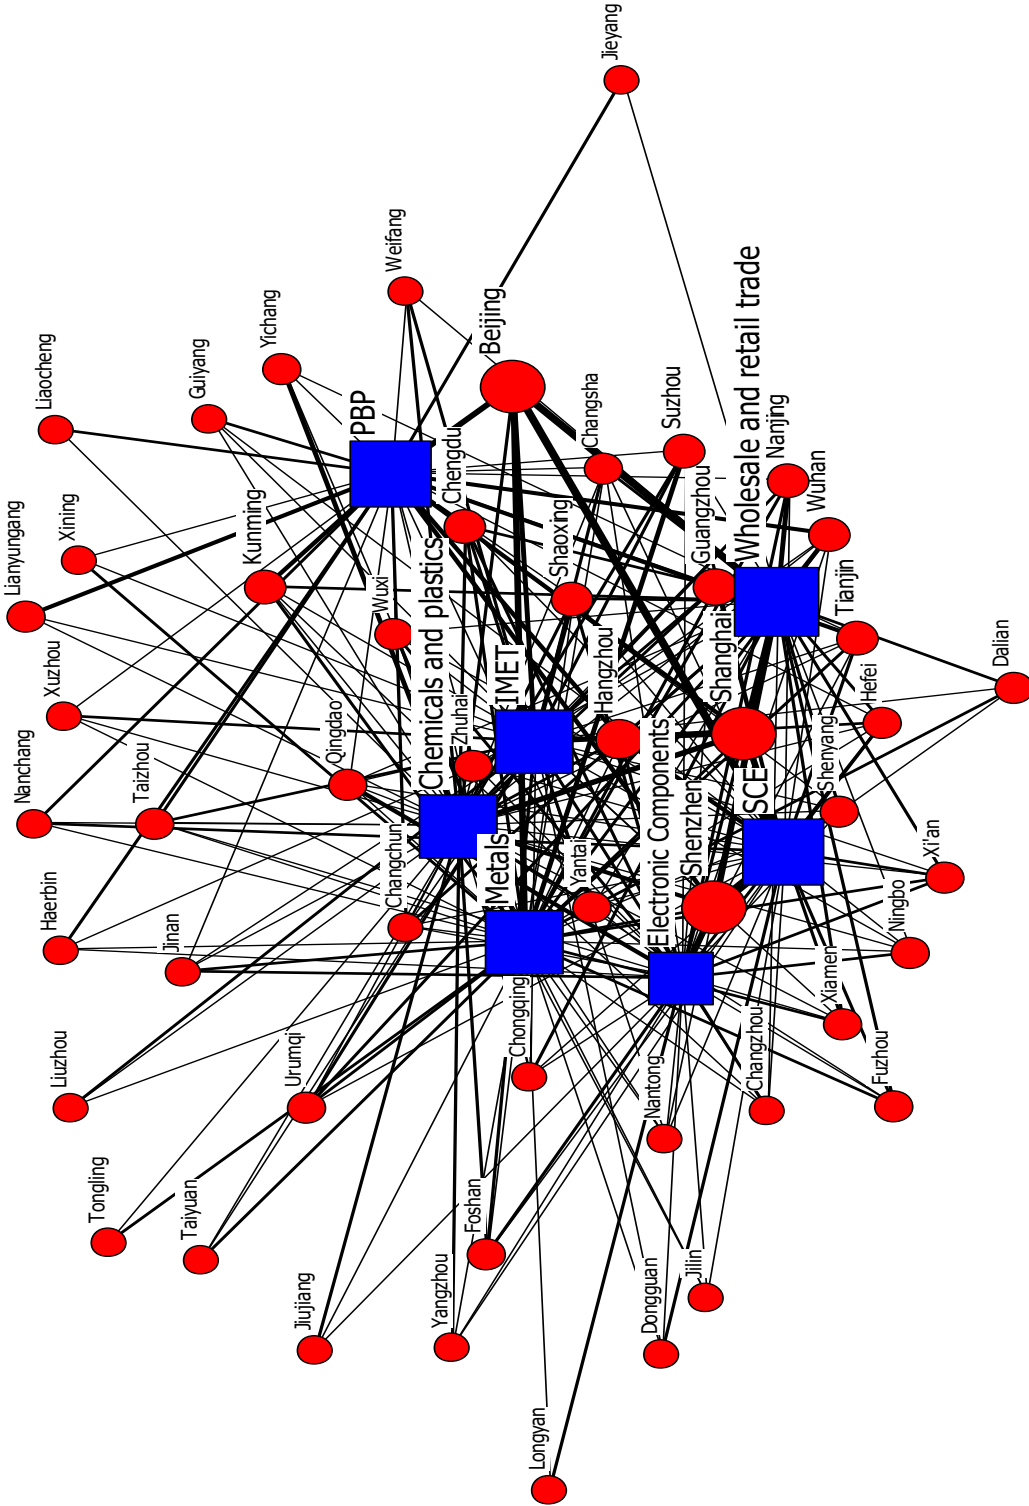 Jieyang
Weifang
Liaocheng
Guiyang
Yichang
Beijing
PBP
Changsha
Suzhou
Nanjing
Wholesale and retail trade
Chengdu
Lianyungang
Xining
Kunming
Shaoxing
Guangzhou
Wuhan
Wuxi
Tianjin
Xuzhou
Chemicals and plastics
IMET
Hangzhou
Shanghai
Hefei
Dalian
Nanchang
Taizhou
Qingdao
Zhuhai
SCE
Shenyang
Haerbin
Jinan
Changchun
Metals
Yantai
Electronic Components
Shenzhen
Xi'an
Ningbo
Liuzhou
Urumqi
Chongqing
Xiamen
Nantong
Changzhou
Fuzhou
Tongling
Taiyuan
Foshan
Jiujiang
Yangzhou
Dongguan
Jilin
Longyan